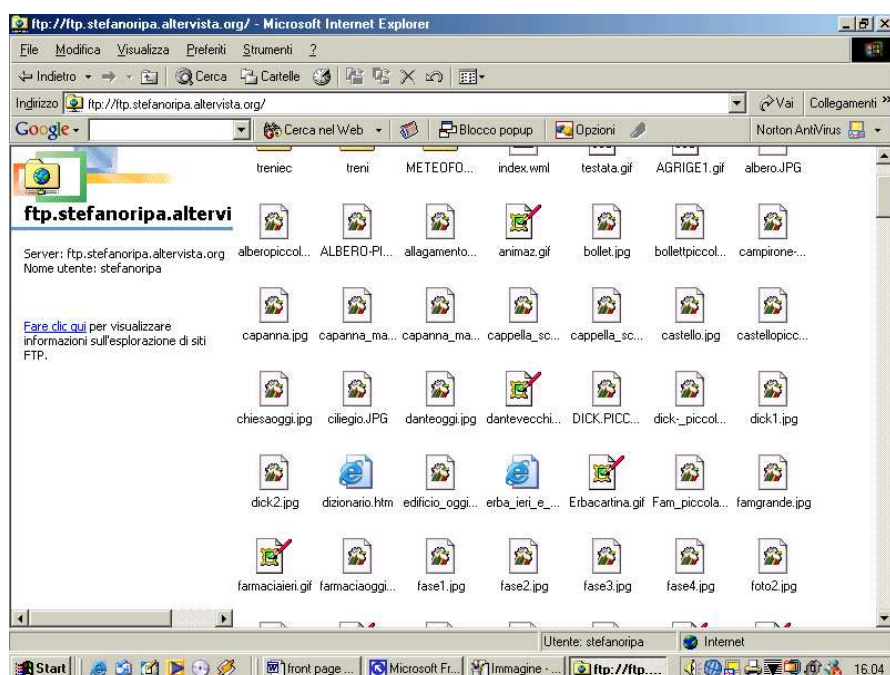 ftp://ftp.stefanoripa.altervista.org/ - Microsoft Internet Explorer
File Modifica Visualizza Preferiti Strumenti ?
Indietro Cerca Cartelle
Indirizzo ftp://ftp.stefanoripa.altervista.org/ Vai Collegamenti »
Google Cerca nel Web Blocco popup Opzioni Norton AntiVirus
treniec treni METEOFO... index.wml testata.gif AGRIGE1.gif albero.JPG
ftp.stefanoripa.altervi
Server: ftp.stefanoripa.altervista.org
Nome utente: stefanoripa
Fare clic qui per visualizzare
informazioni sull'esplorazione di siti
FTP.
alberopiccol... ALBERO-PI... allagamento... animaz.gif bollet.jpg bollettpiccol... campirone-...
capanna.jpg capanna_ma... capanna_ma... cappella_sc... cappella_sc... castello.jpg castellopicc...
chiesaoggi.jpg ciliegio.JPG danteoggi.jpg dantevecchi... DICK.PICC... dick-_piccol... dick1.jpg
dick2.jpg dizionario.htm edificio_oggi... erba_ieri_e_... Erbacartina.gif Fam_piccola... famgrande.jpg
farmaciaieri.gif farmaciaoggi... fase1.jpg fase2.jpg fase3.jpg fase4.jpg foto2.jpg
Utente: stefanoripa Internet
Start front page ... Microsoft Fr... Immagine - ... ftp://ftp.... 16.04